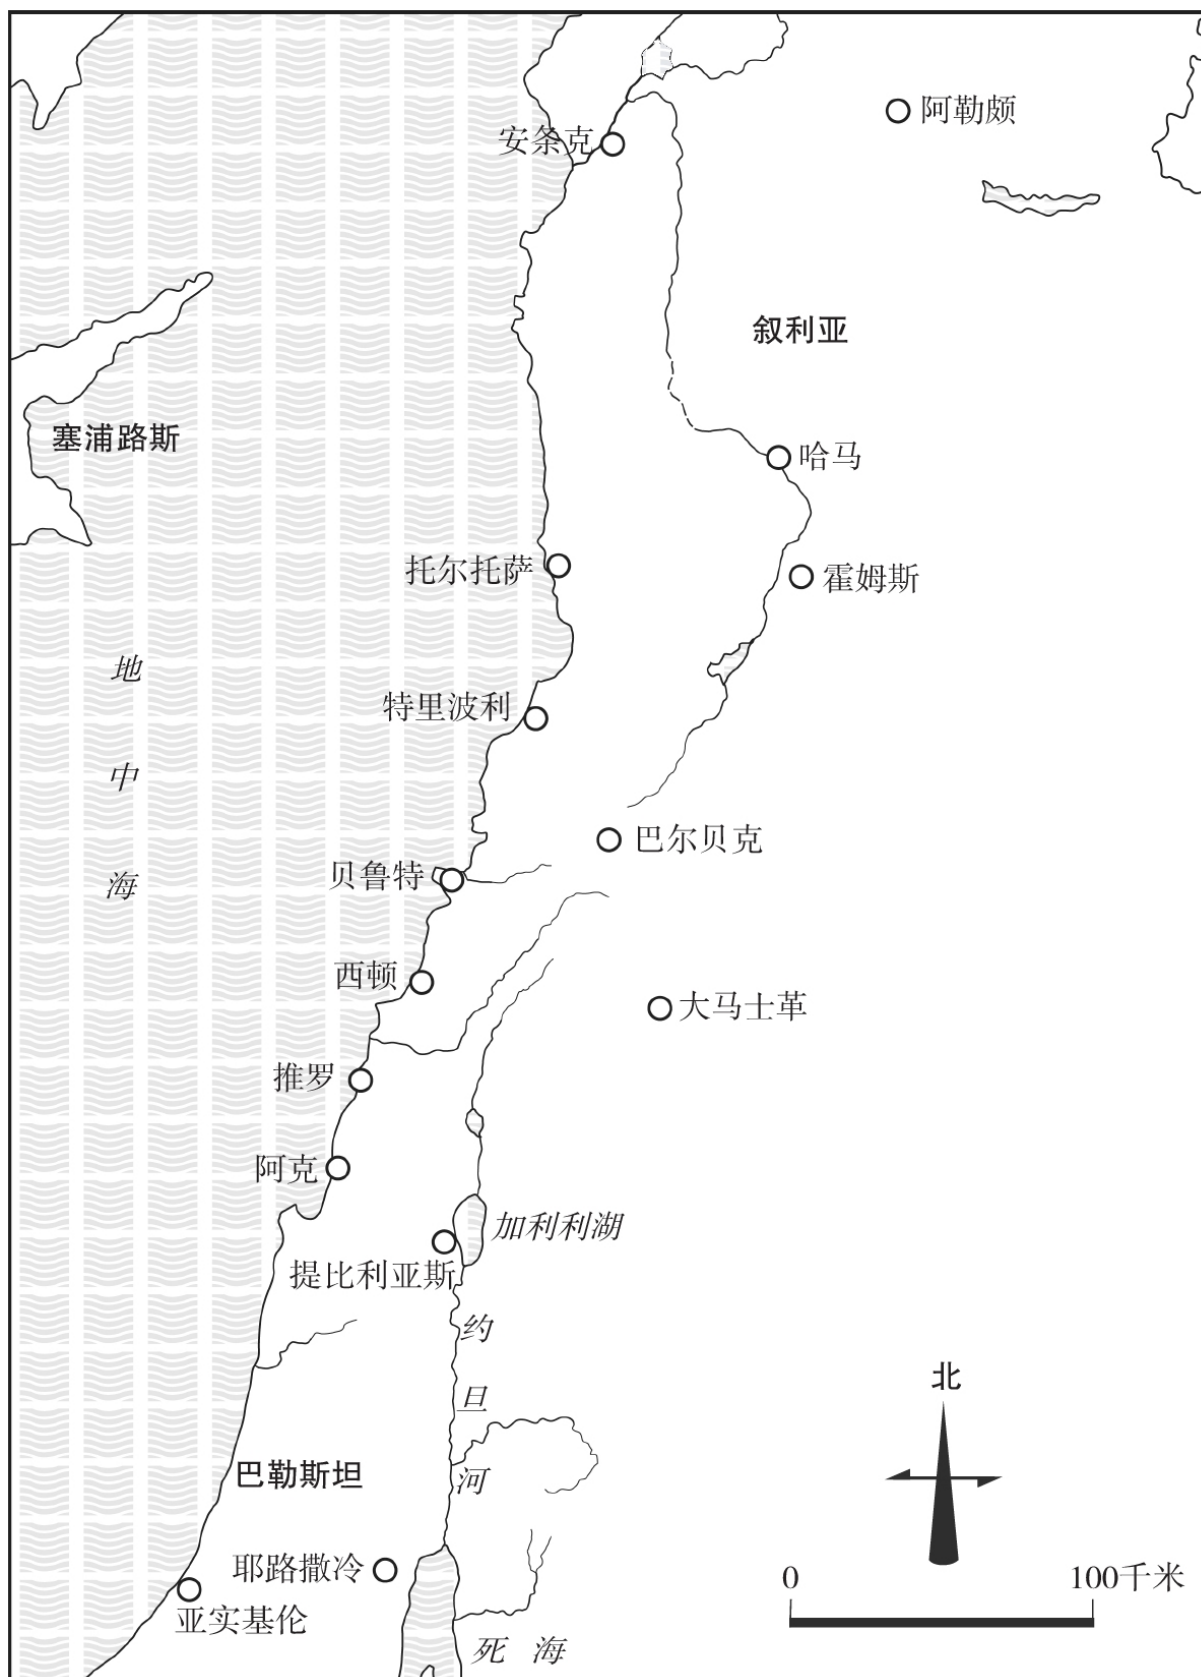 阿勒颇
安条克
叙利亚
塞浦路斯
哈马
托尔托萨
霍姆斯
地中海
特里波利
巴尔贝克
贝鲁特
西顿
大马士革
推罗
阿克
加利利湖
提比利亚斯
约旦河
北
巴勒斯坦
耶路撒冷
0
100千米
亚实基伦
死海